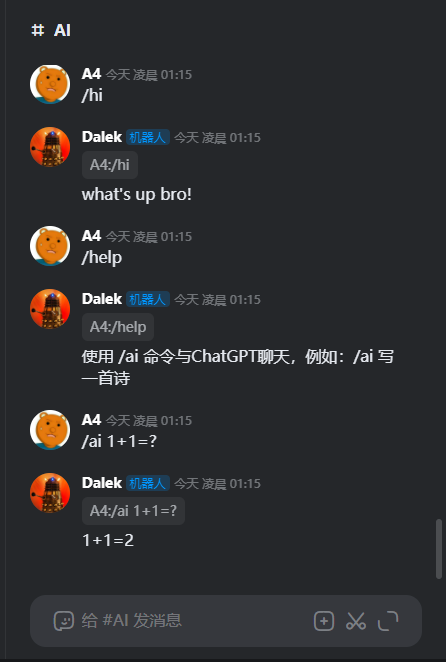 # AI
A4 今天 凌晨 01:15
/hi
Dalek 机器人 今天 凌晨 01:15
A4:/hi
what's up bro!
A4 今天 凌晨 01:15
/help
Dalek 机器人 今天 凌晨 01:15
A4:/help
使用 /ai 命令与ChatGPT聊天，例如：/ai 写
一首诗
A4 今天 凌晨 01:15
/ai 1+1=?
Dalek 机器人 今天 凌晨 01:15
A4:/ai 1+1=?
1+1=2
给 #AI 发消息